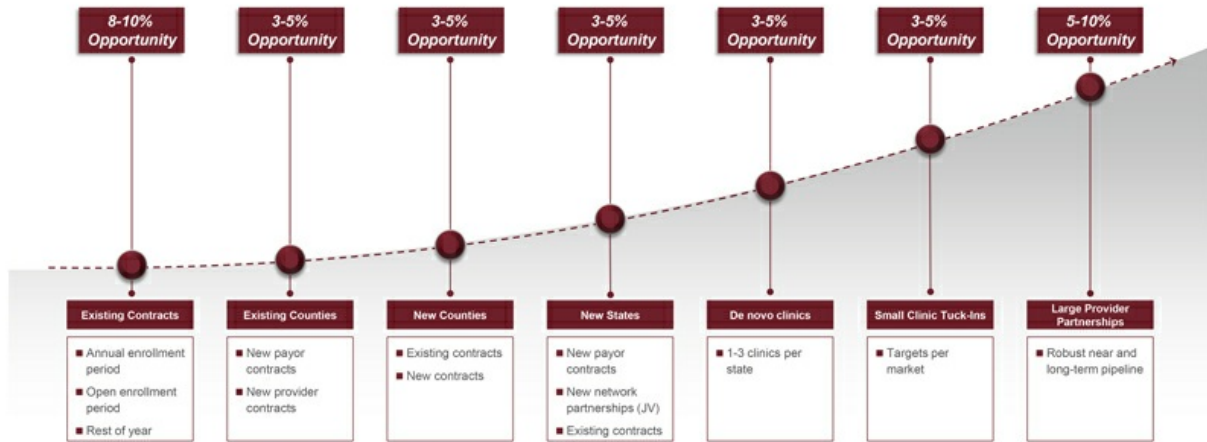 8-10%
Opportunity
3-5%
Opportunity
3-5%
Opportunity
3-5%
Opportunity
3-5%
Opportunity
3-5%
Opportunity
5-10%
Opportunity
Existing Contracts
Annual enrollment
period
Open enrollment
period
Rest of year
Existing Counties
New payor
contracts
New provider
contracts
New Counties
Existing contracts
New contracts
New States
New payor
contracts
New network
partnerships (JV)
Existing contracts
De novo clinics
1-3 clinics per
state
Small Clinic Tuck-Ins
Targets per
market
Large Provider
Partnerships
Robust near and
long-term pipeline